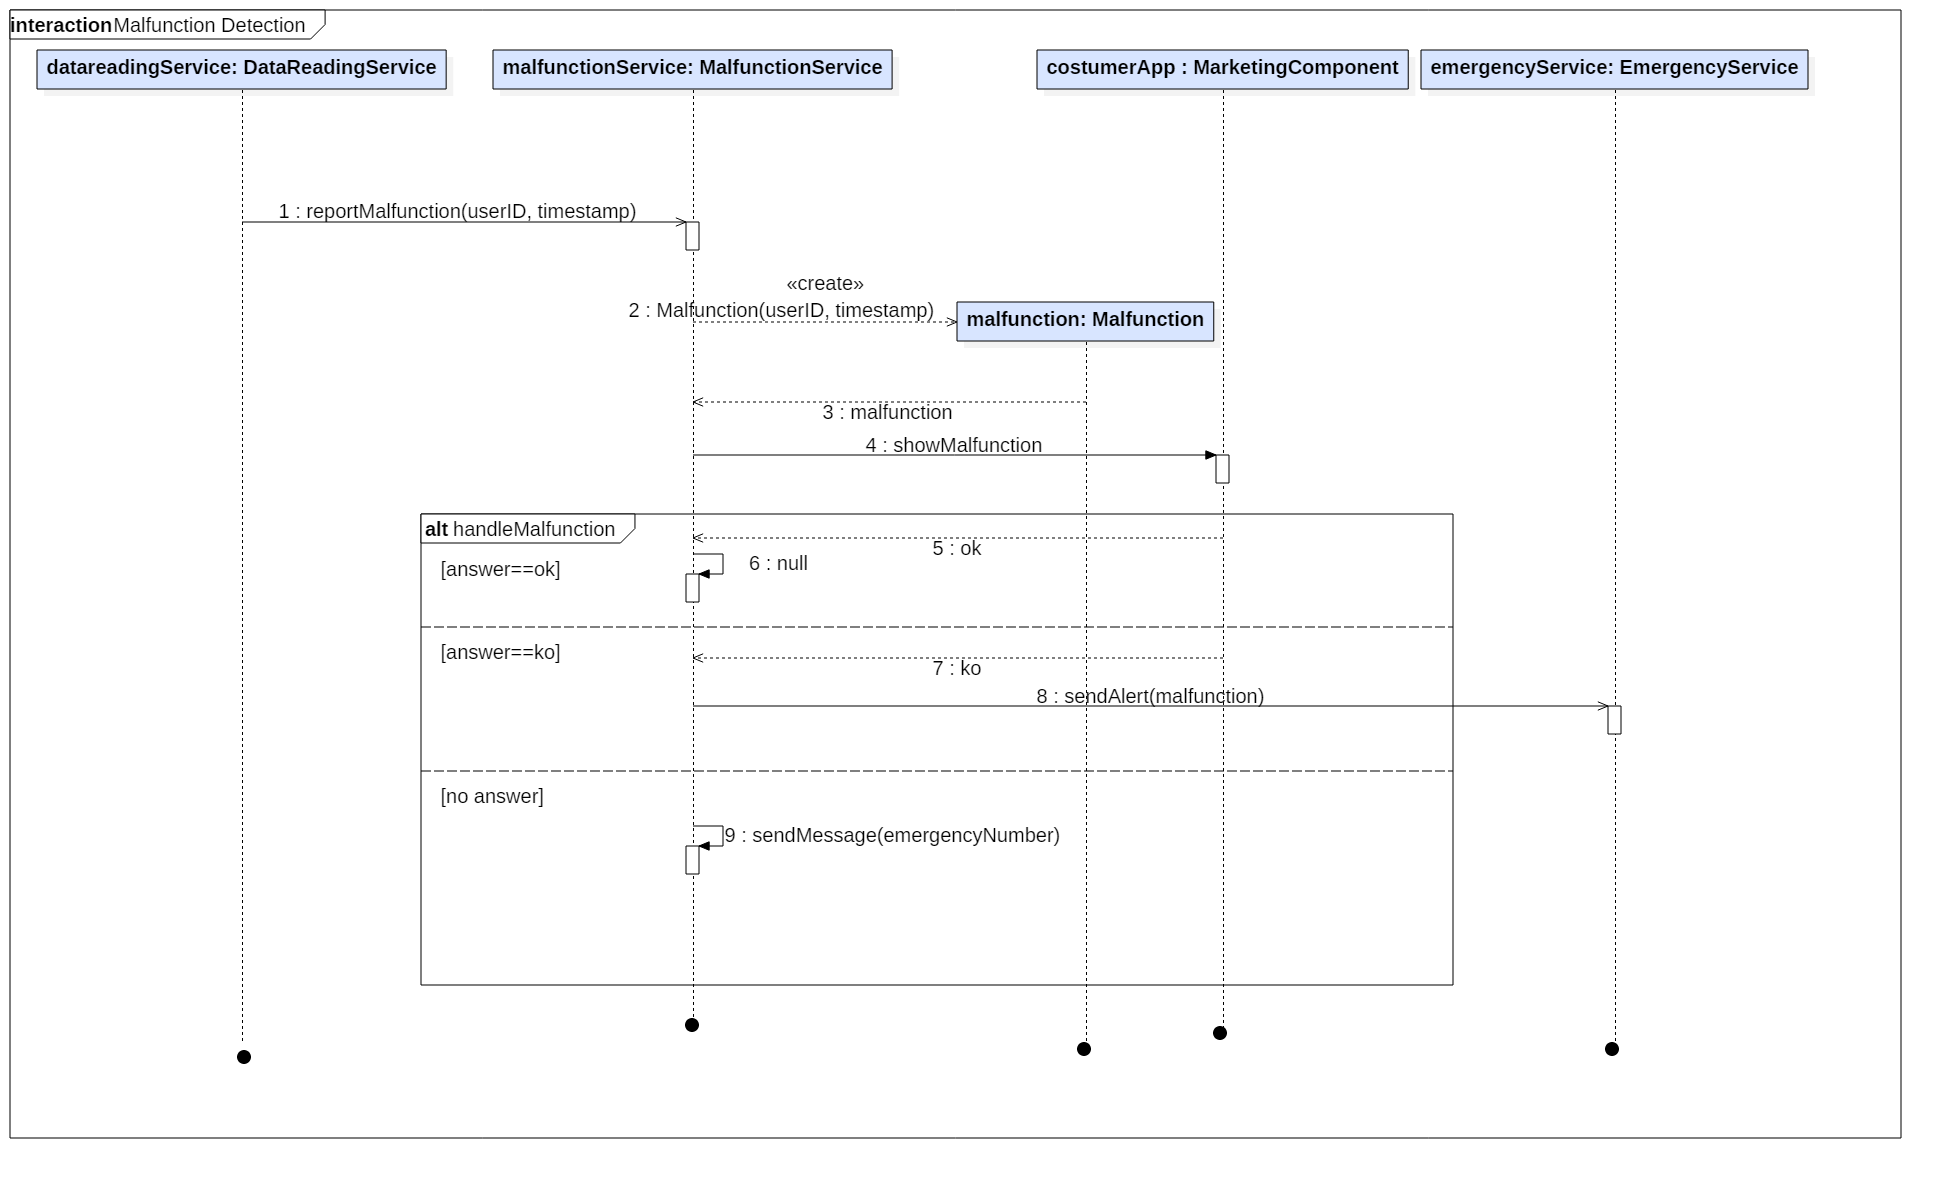 interaction Malfunction Detection
datareadingService: DataReadingService
malfunctionService: MalfunctionService
costumerApp : MarketingComponent
emergencyService: EmergencyService
1 : reportMalfunction(userID, timestamp)
«create»
2 : Malfunction(userID, timestamp)
malfunction: Malfunction
3 : malfunction
4 : showMalfunction
alt handleMalfunction
5 : ok
6 : null
[answer==ok]
[answer==ko]
7 : ko
8 : sendAlert(malfunction)
[no answer]
9 : sendMessage(emergencyNumber)